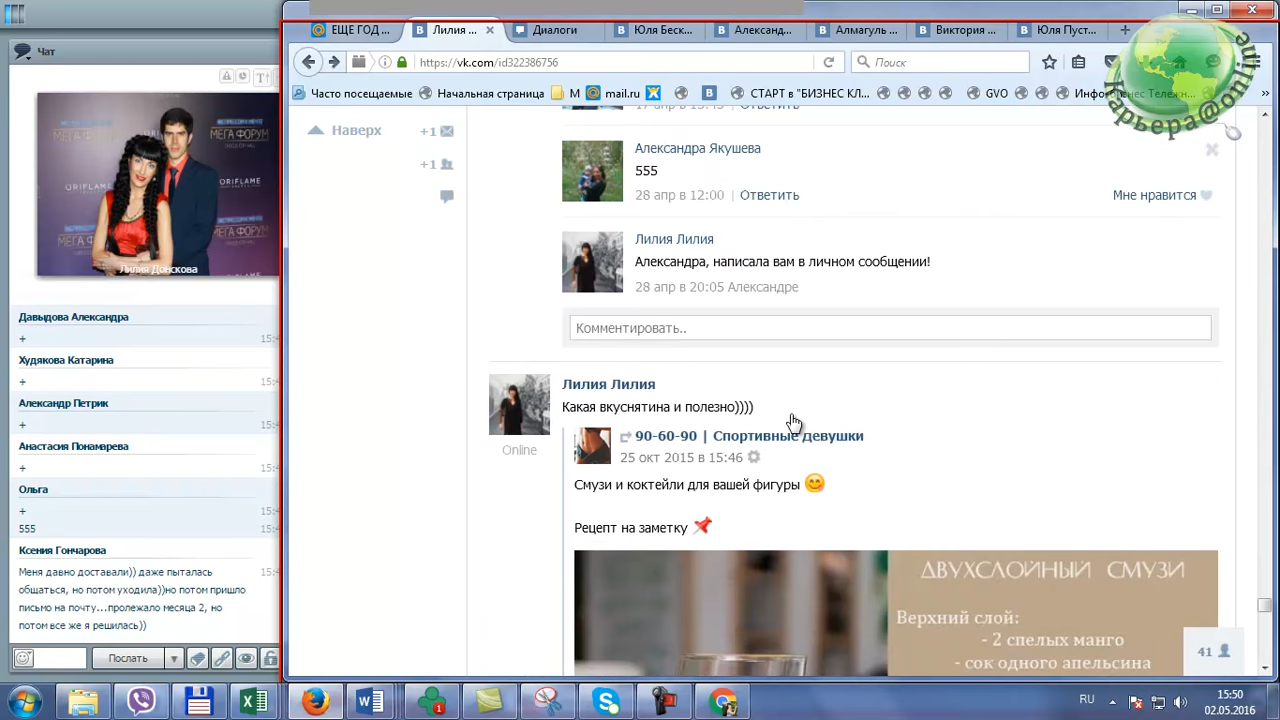 Чат
МЕГА ФОРУМ
ORIFLAME
Лилия Донскова
Давыдова Александра
+
Худякова Катарина
+
Александр Петрик
+
Анастасия Понамарева
+
Ольга
+
555
Ксения Гончарова
Меня давно доставали)) даже пыталась
общаться, но потом уходила))но потом пришло
письмо на почту...пролежало месяца 2, но
потом все же я решилась))
Послать
ЕЩЕ ГОД ...
Лилия ...
Диалоги
Юля Беск...
Александ...
Алмагуль ...
Виктория ...
Юля Пуст...
https://vk.com/id322386756
Поиск
Часто посещаемые
Начальная страница
М
mail.ru
СТАРТ в "БИЗНЕС КЛ...
GVO
Инфобизнес Тележн...
карьера@online
Наверх
+1
+1
Александра Якушева
555
28 апр в 12:00 | Ответить
Мне нравится
Лилия Лилия
Александра, написала вам в личном сообщении!
28 апр в 20:05 Александре
Комментировать..
Лилия Лилия
Какая вкуснятина и полезно))))
Online
90-60-90 | Спортивные девушки
25 окт 2015 в 15:46
Смузи и коктейли для вашей фигуры
Рецепт на заметку
ДВУХСЛОЙНЫЙ СМУЗИ
Верхний слой:
- 2 спелых манго
- сок одного апельсина
41
RU
15:50
02.05.2016